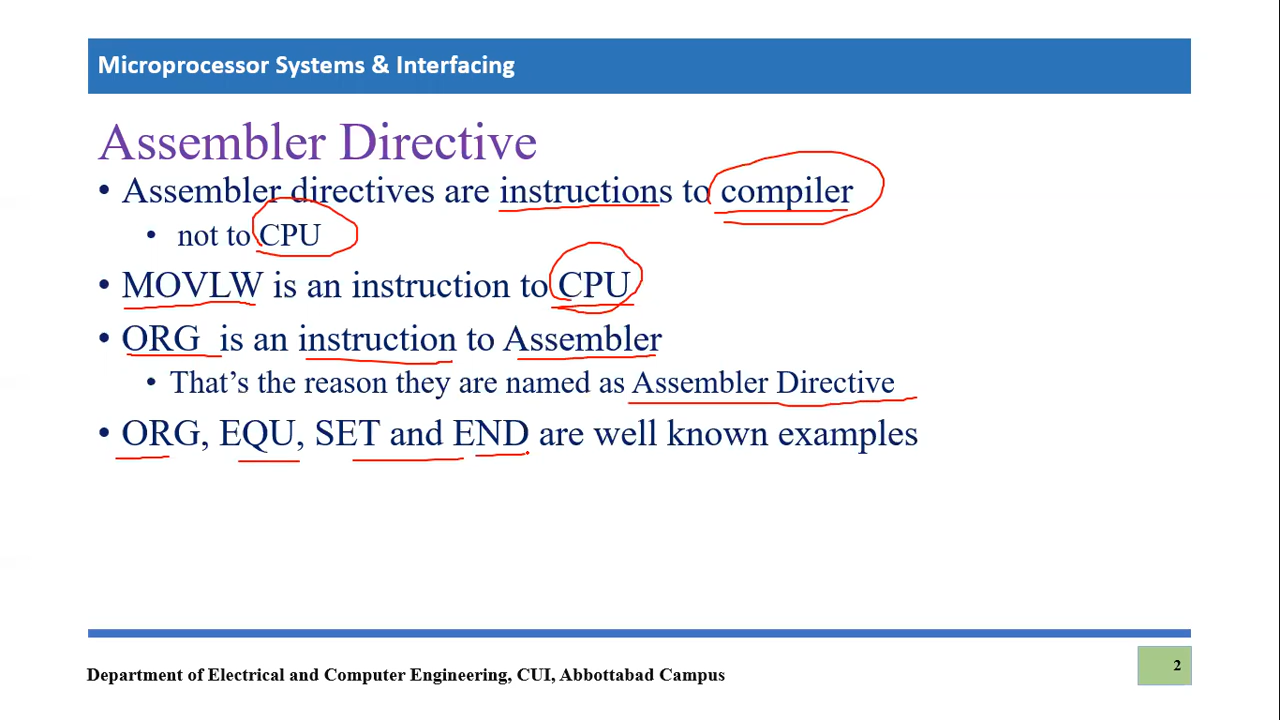 Microprocessor Systems & Interfacing
Assembler Directive
• Assembler directives are instructions to compiler
• not to CPU
• MOVLW is an instruction to CPU
• ORG is an instruction to Assembler
• That’s the reason they are named as Assembler Directive
• ORG, EQU, SET and END are well known examples
Department of Electrical and Computer Engineering, CUI, Abbottabad Campus
2